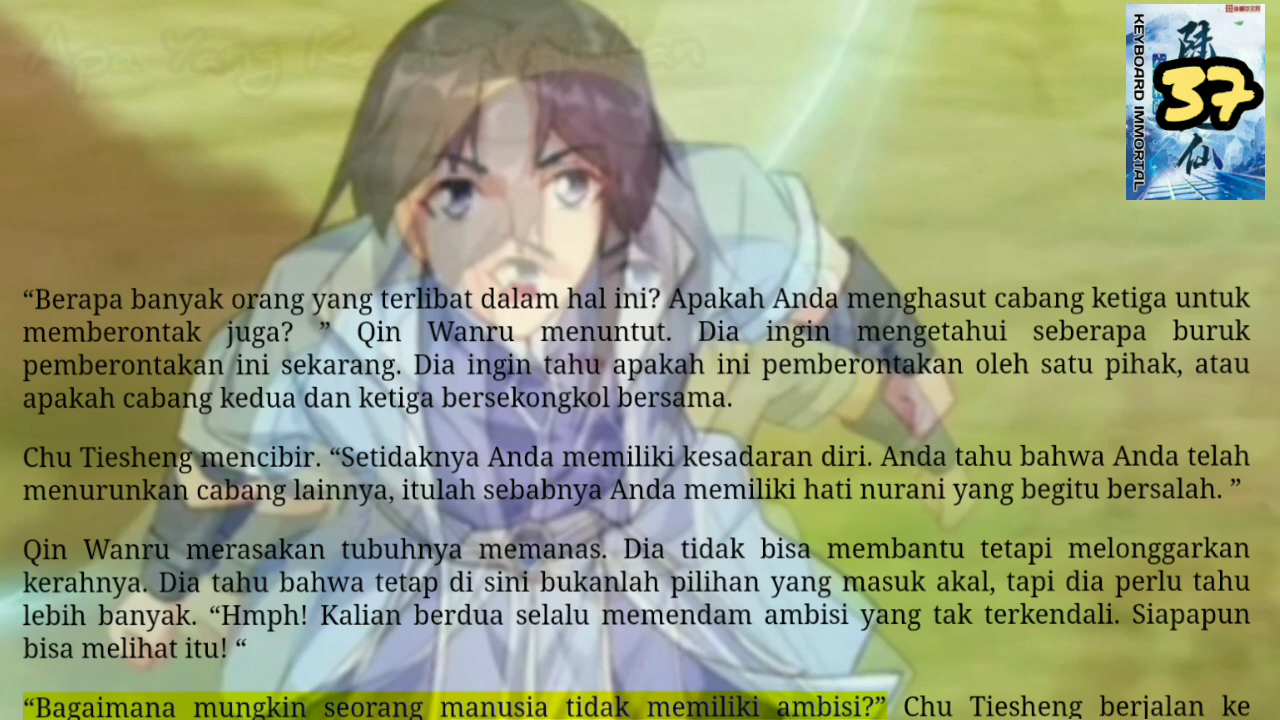 Apa Yang K
KEYBOARD IMMORTAL
37
仙
“Berapa banyak orang yang terlibat dalam hal ini? Apakah Anda menghasut cabang ketiga untuk
memberontak juga? ” Qin Wanru menuntut. Dia ingin mengetahui seberapa buruk
pemberontakan ini sekarang. Dia ingin tahu apakah ini pemberontakan oleh satu pihak, atau
apakah cabang kedua dan ketiga bersekongkol bersama.
Chu Tiesheng mencibir. “Setidaknya Anda memiliki kesadaran diri. Anda tahu bahwa Anda telah
menurunkan cabang lainnya, itulah sebabnya Anda memiliki hati nurani yang begitu bersalah. ”
Qin Wanru merasakan tubuhnya memanas. Dia tidak bisa membantu tetapi melonggarkan
kerahnya. Dia tahu bahwa tetap di sini bukanlah pilihan yang masuk akal, tapi dia perlu tahu
lebih banyak. “Hmph! Kalian berdua selalu memendam ambisi yang tak terkendali. Siapapun
bisa melihat itu! “
“Bagaimana mungkin seorang manusia tidak memiliki ambisi?” Chu Tiesheng berjalan ke